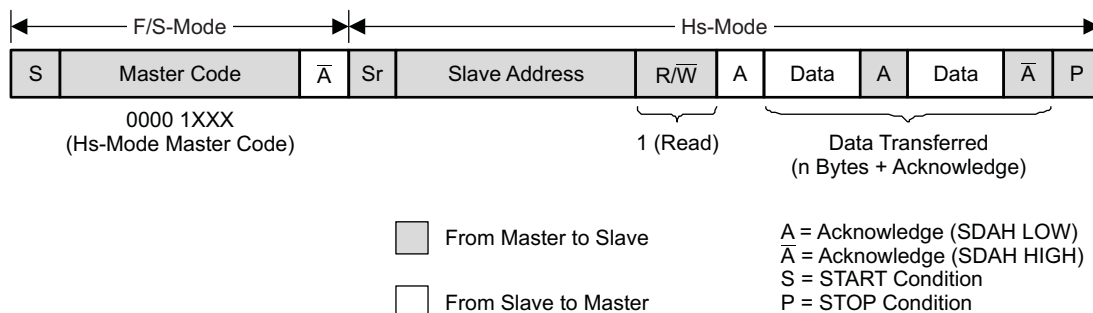 F/S-Mode Hs-Mode
S Master Code A̅ Sr Slave Address R/W̅ A Data A Data A̅ P
0000 1XXX
(Hs-Mode Master Code)
1 (Read)
Data Transferred
(n Bytes + Acknowledge)
From Master to Slave
From Slave to Master
A = Acknowledge (SDAH LOW)
A̅ = Acknowledge (SDAH HIGH)
S = START Condition
P = STOP Condition